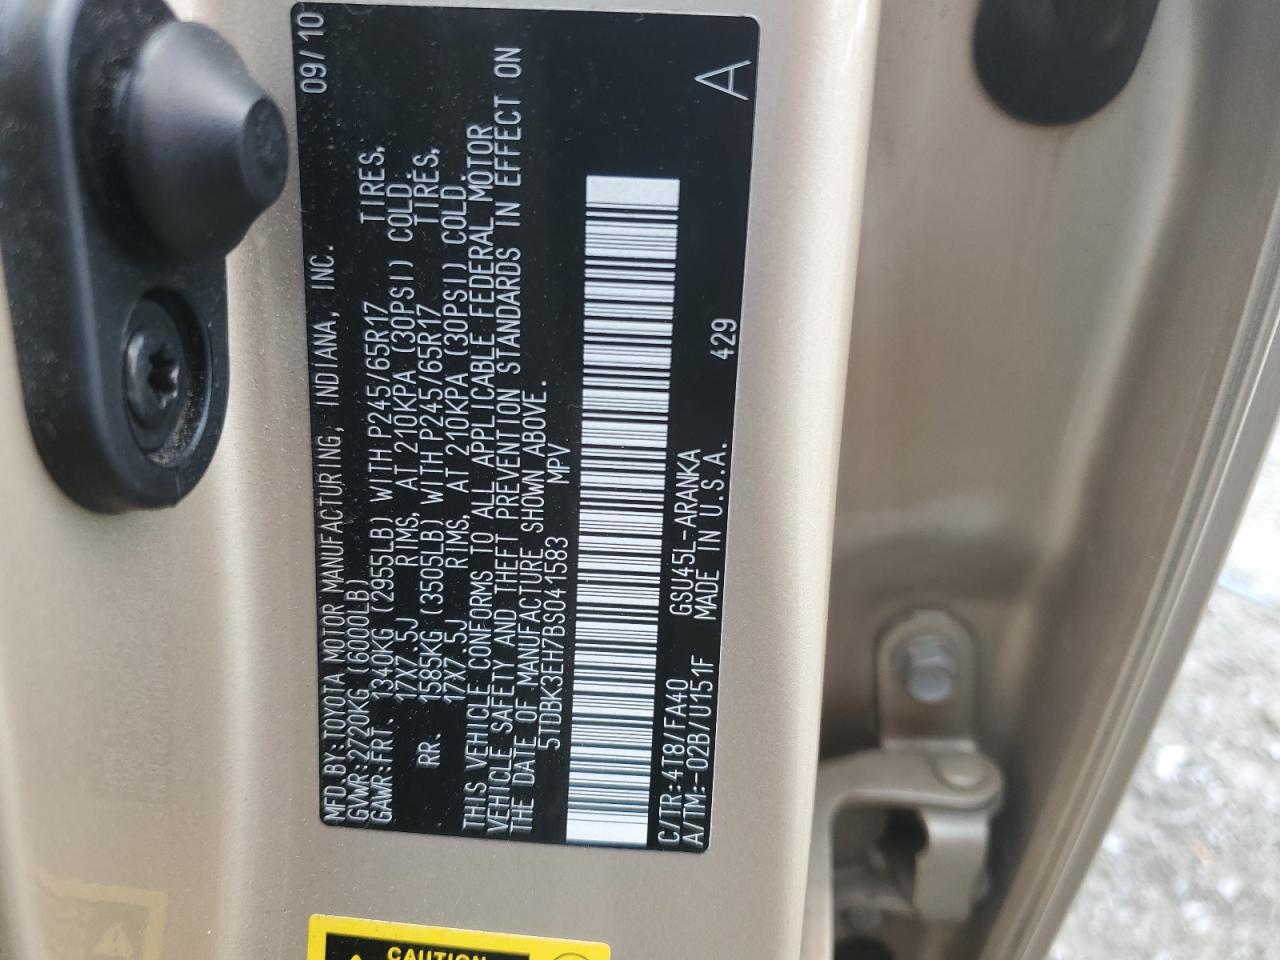 MFD.BY:TOYOTA MOTOR MANUFACTURING, INDIANA, INC. 09/10
GVWR:2720KG (6000LB)
GAWR:FRT. 1340KG (2955LB) WITH P245/65R17 TIRES,
17X7.5J RIMS, AT 210KPA (30PSI) COLD.
RR. 1585KG (3505LB) WITH P245/65R17 TIRES,
17X7.5J RIMS, AT 210KPA (30PSI) COLD.
THIS VEHICLE CONFORMS TO ALL APPLICABLE FEDERAL MOTOR
VEHICLE SAFETY AND THEFT PREVENTION STANDARDS IN EFFECT ON
THE DATE OF MANUFACTURE SHOWN ABOVE.
5TDBK3EH7BS041583 MPV
C/TR:4T8/FA40 GSU45L-ARANKA
A/TM:-02B/U151F MADE IN U.S.A. 429 A
CAUTION